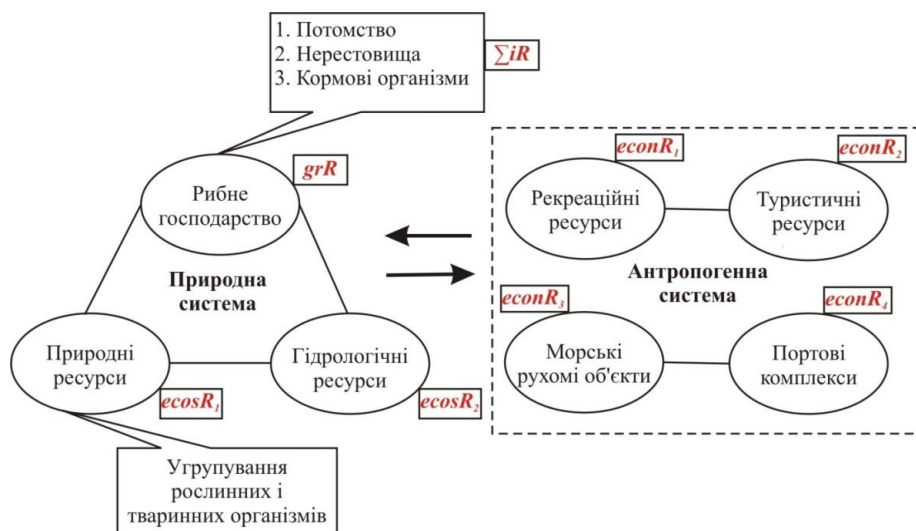 1. Потомство
2. Нерестовища
3. Кормові організми
∑iR
grR
Рибне
господарство
Природна
система
Природні
ресурси
ecosR₁
Гідрологічні
ресурси
ecosR₂
Угрупування
рослинних і
тваринних організмів
econR₁
Рекреаційні
ресурси
econR₂
Туристичні
ресурси
Антропогенна
система
econR₃
Морські
рухомі об'єкти
econR₄
Портові
комплекси